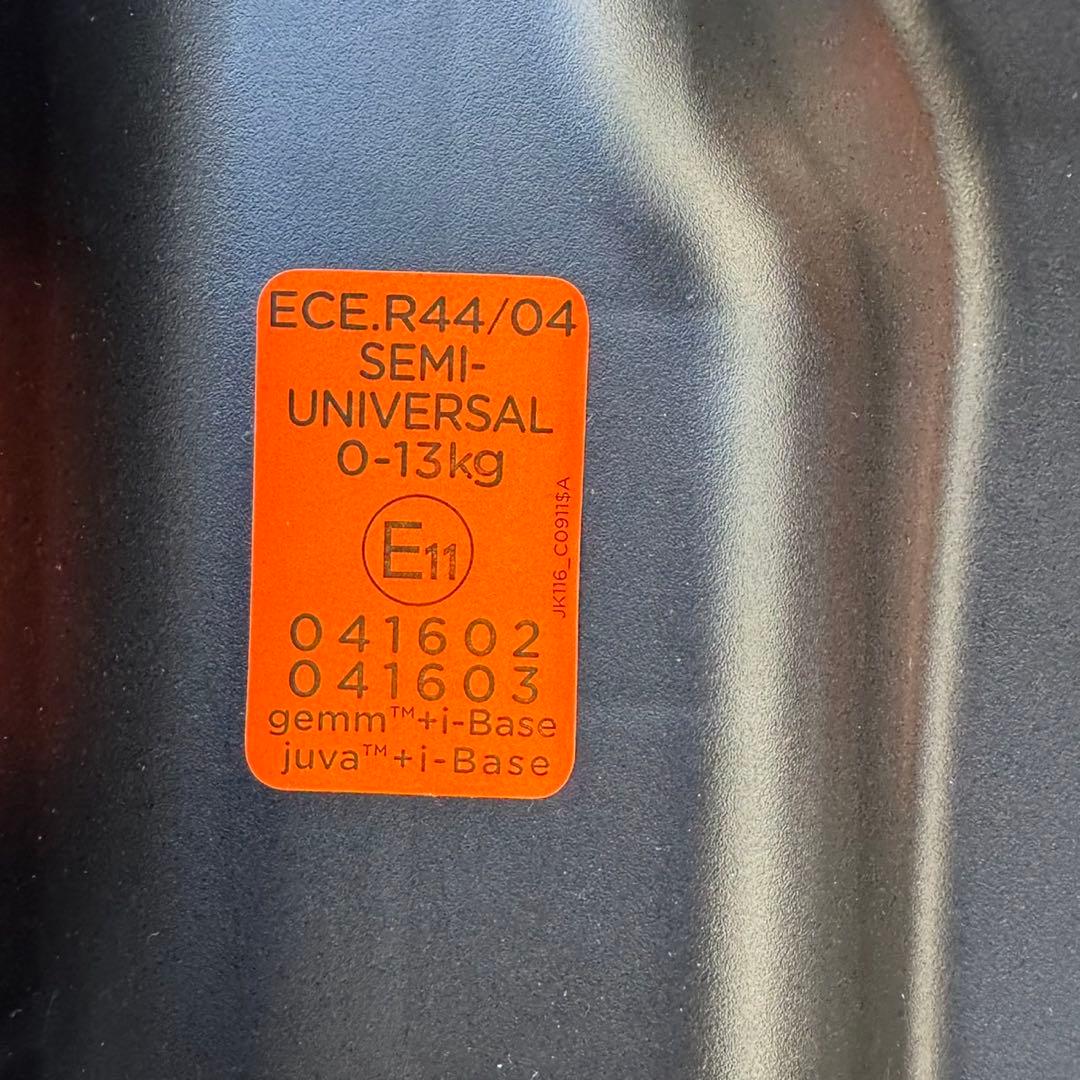 ECE.R44/04
SEMI-
UNIVERSAL
0-13kg
E11
JK116_C0911$A
041602
041603
gemm™+i-Base
juva™+i-Base